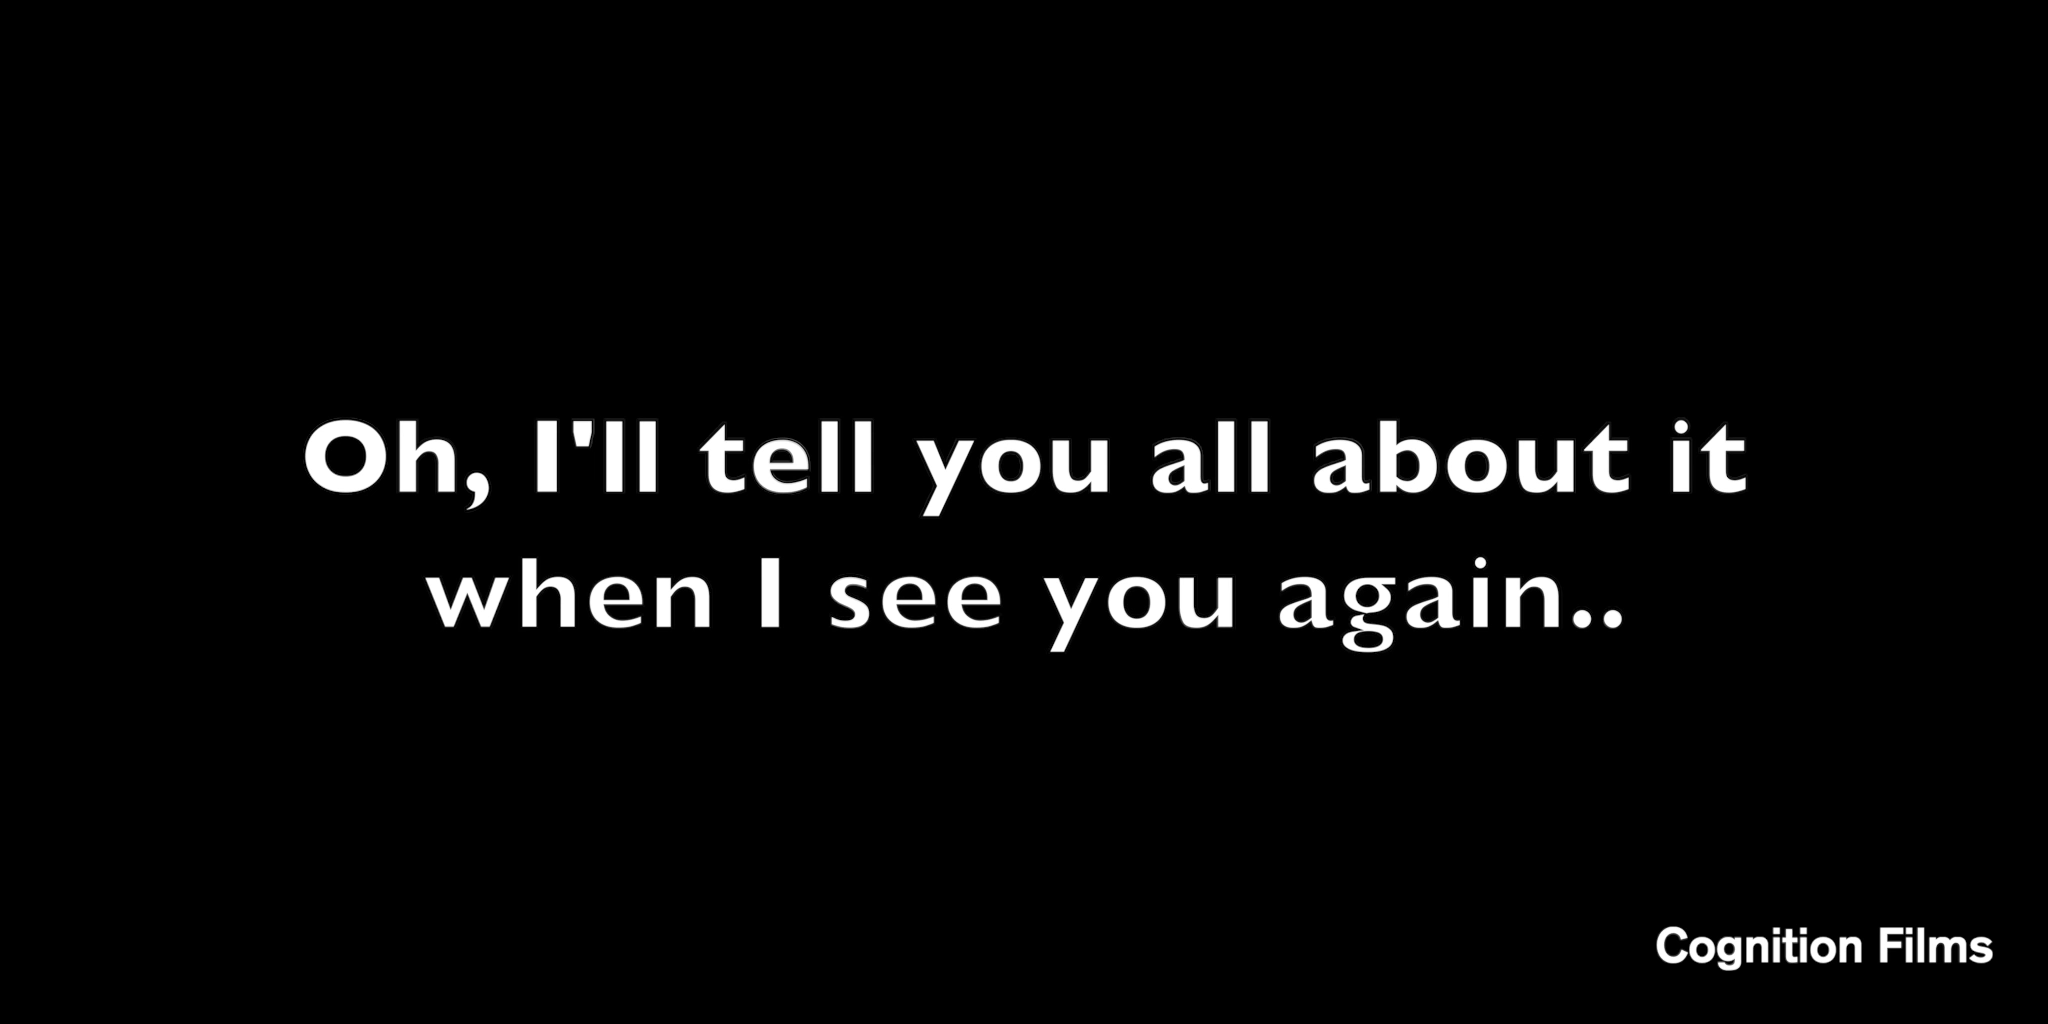 Oh, I'll tell you all about it
when I see you again..
Cognition Films